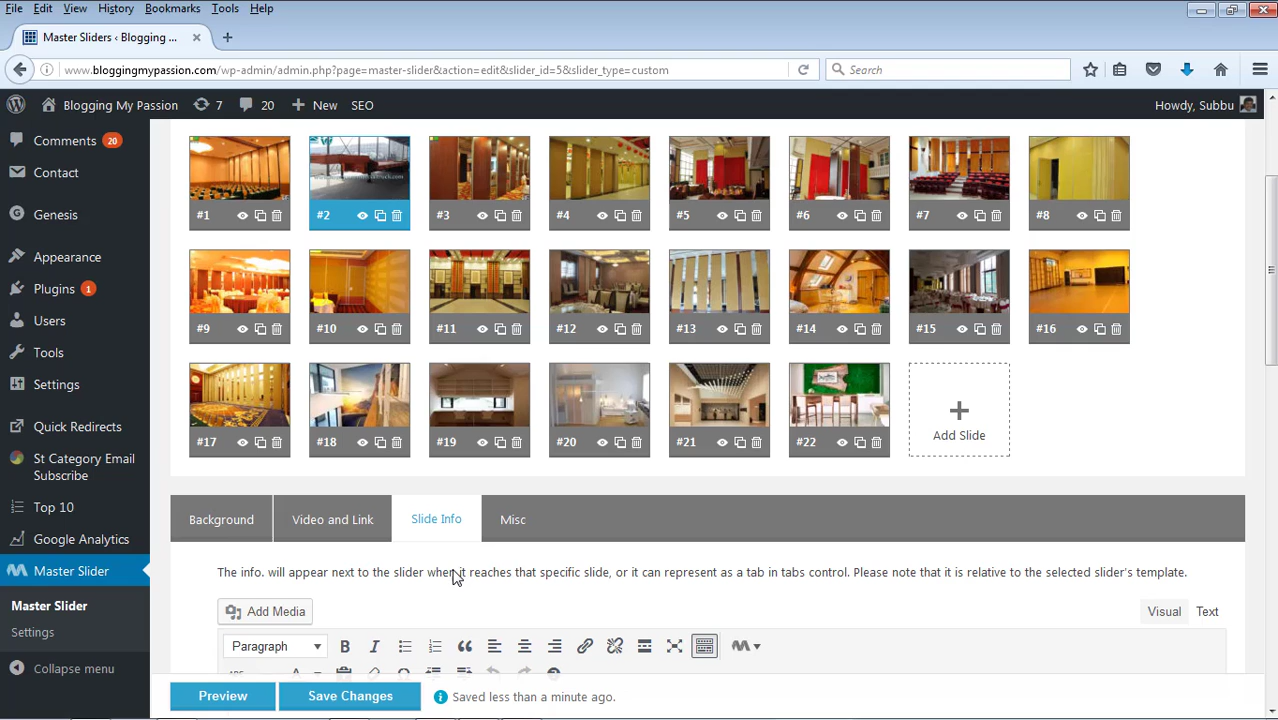 File Edit View History Bookmarks Tools Help
Master Sliders ‹ Blogging ...
www.bloggingmypassion.com/wp-admin/admin.php?page=master-slider&action=edit&slider_id=5&slider_type=custom
Search
Blogging My Passion 7 20 New SEO Howdy, Subbu
Comments 20
Contact
Genesis
Appearance
Plugins 1
Users
Tools
Settings
Quick Redirects
St Category Email
Subscribe
Top 10
Google Analytics
Master Slider
Master Slider
Settings
Collapse menu
#1 #2 #3 #4 #5 #6 #7 #8
#9 #10 #11 #12 #13 #14 #15 #16
#17 #18 #19 #20 #21 #22
Add Slide
Background Video and Link Slide Info Misc
The info. will appear next to the slider when it reaches that specific slide, or it can represent as a tab in tabs control. Please note that it is relative to the selected slider's template.
Add Media Visual Text
Paragraph
Preview Save Changes Saved less than a minute ago.